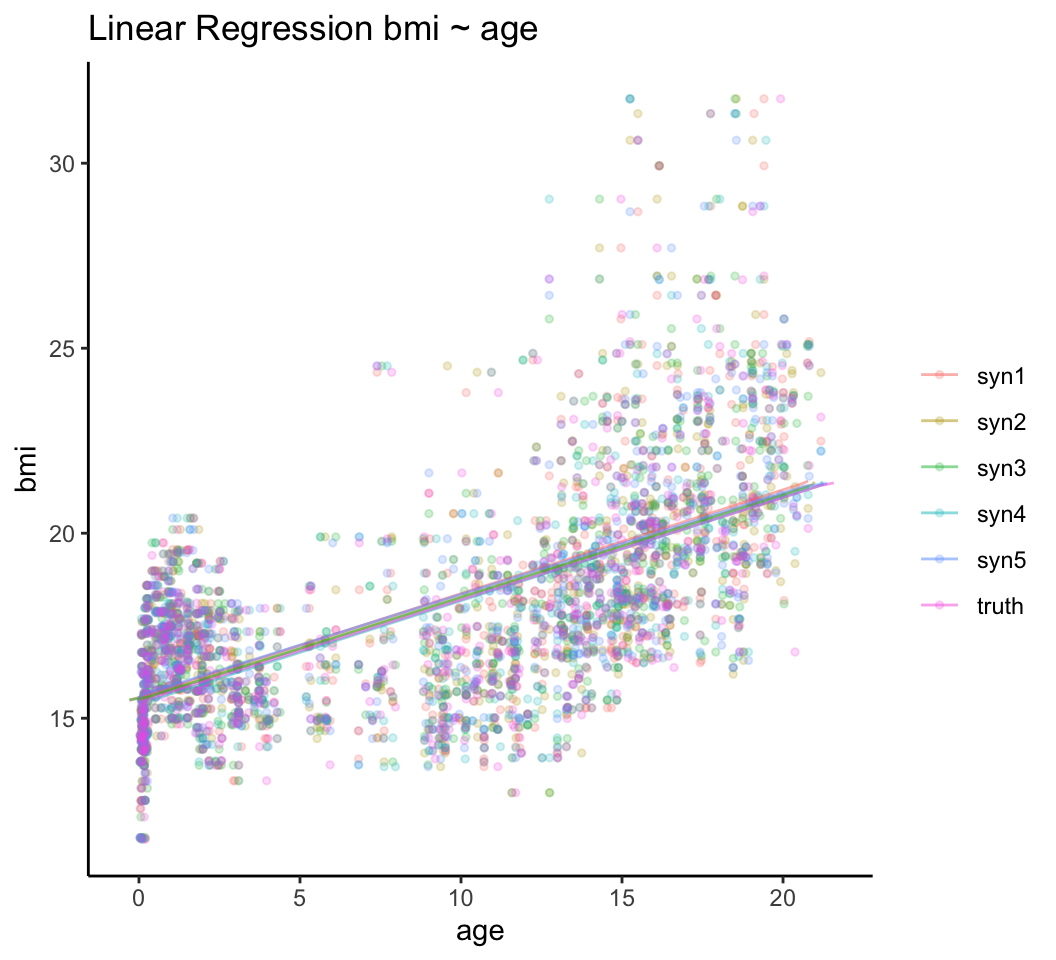 Linear Regression bmi ~ age
30
25
20
15
bmi
0 5 10 15 20
age
syn1
syn2
syn3
syn4
syn5
truth